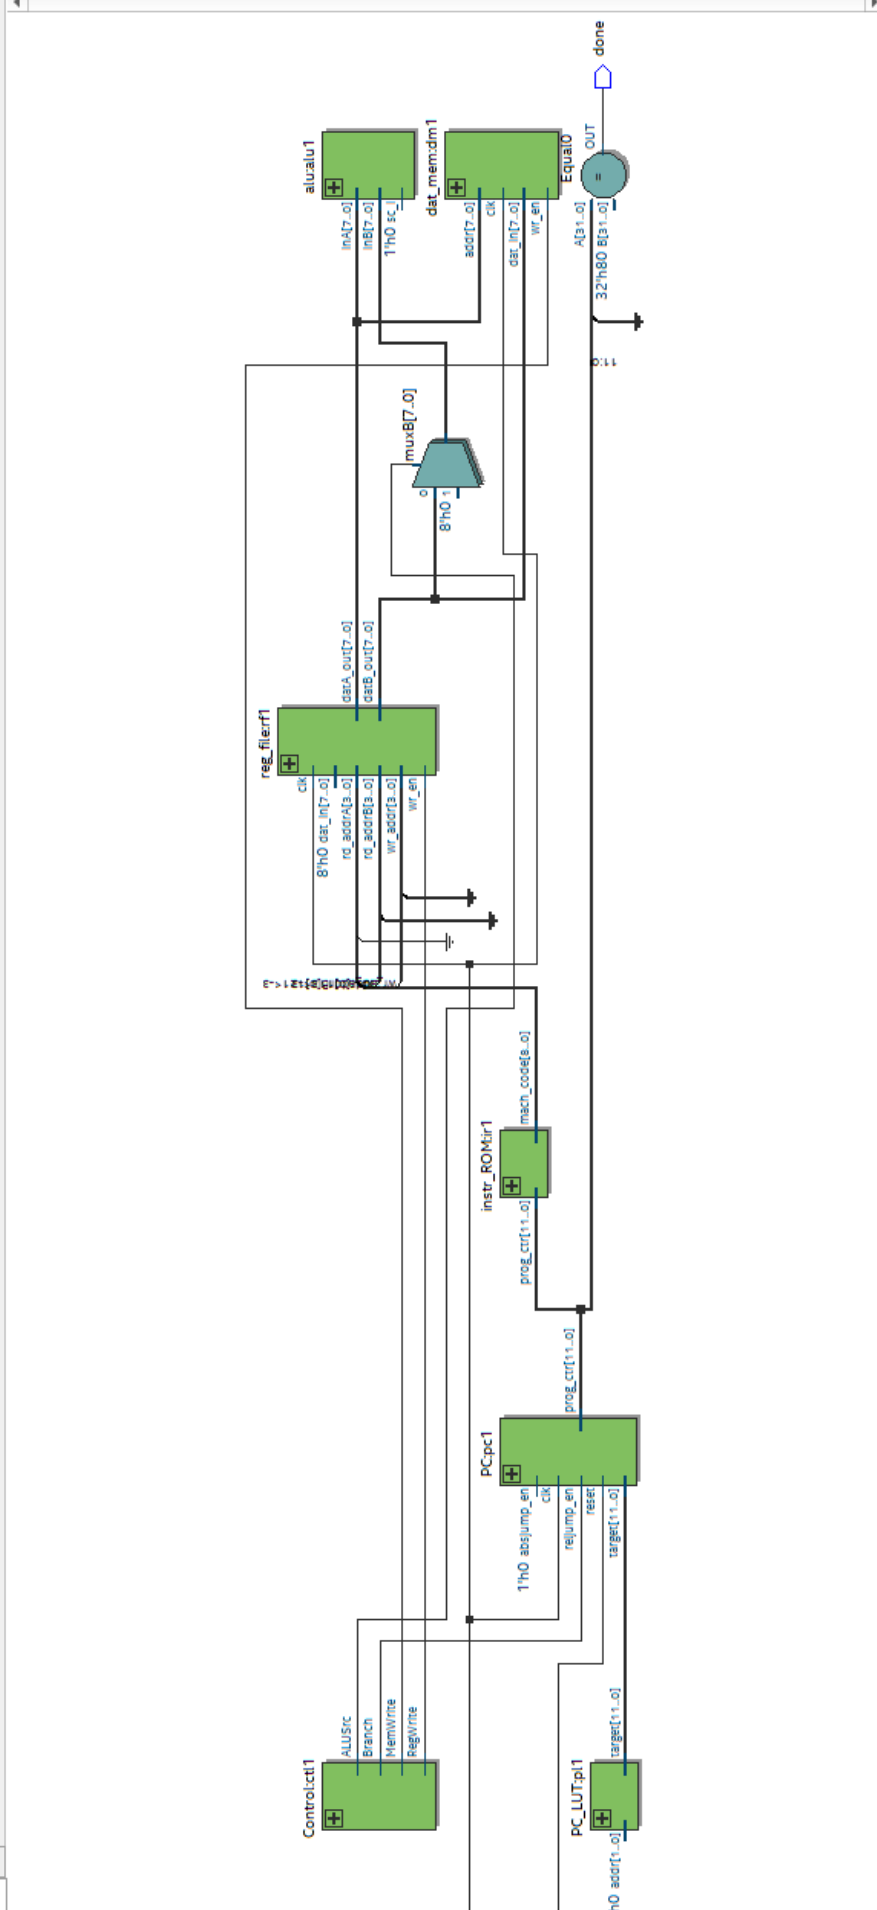 done
OUT
Equal0
=
A[31..0]
32'h80 B[31..0]
11:0
alu:alu1
inA[7..0]
inB[7..0]
1'h0 sc_i
dat_mem:dm1
addr[7..0]
clk
dat_in[7..0]
wr_en
muxB[7..0]
0
8'h0 1
datA_out[7..0]
datB_out[7..0]
reg_file:rf1
clk
8'h0 dat_in[7..0]
rd_addrA[3..0]
rd_addrB[3..0]
wr_addr[3..0]
wr_en
mach_code[8..0]
instr_ROM:ir1
prog_ctr[11..0]
prog_ctr[11..0]
PC:pc1
1'h0 absjump_en
clk
reljump_en
reset
target[11..0]
ALUSrc
Branch
MemWrite
RegWrite
Control:ctl1
target[11..0]
PC_LUT:pl1
h0 addr[1..0]